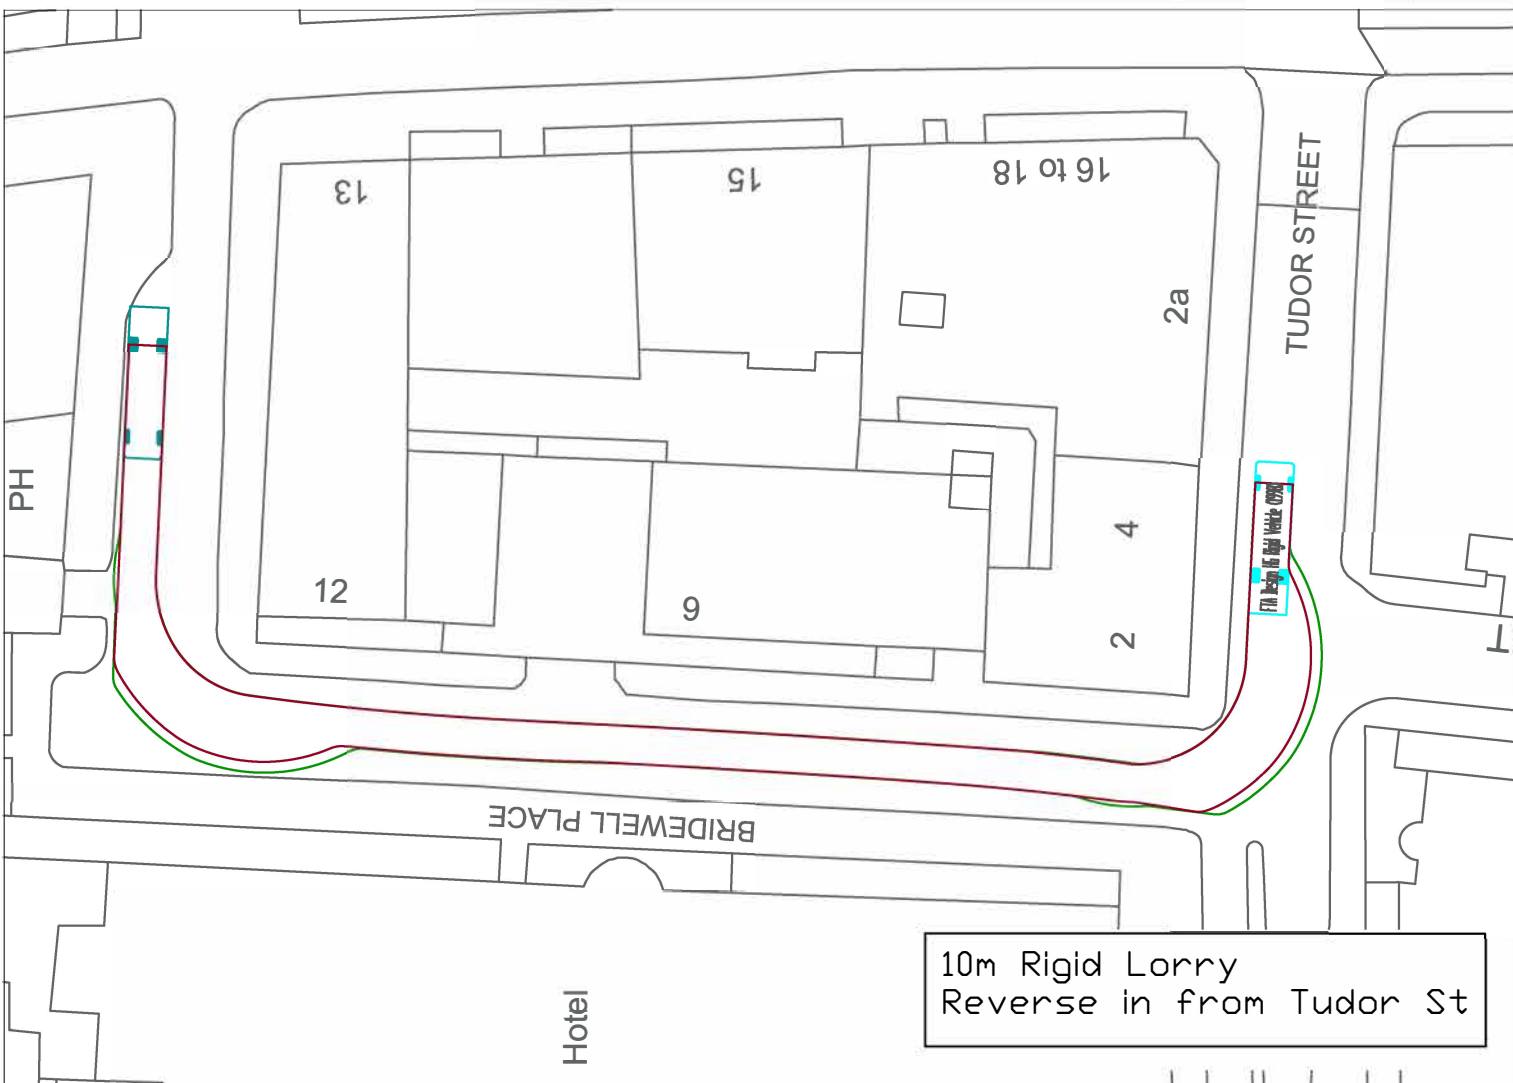 13
15
16 to 18
2a
TUDOR STREET
PH
12
9
4
2
BRIDEWELL PLACE
Hotel
10m Rigid Lorry
Reverse in from Tudor St